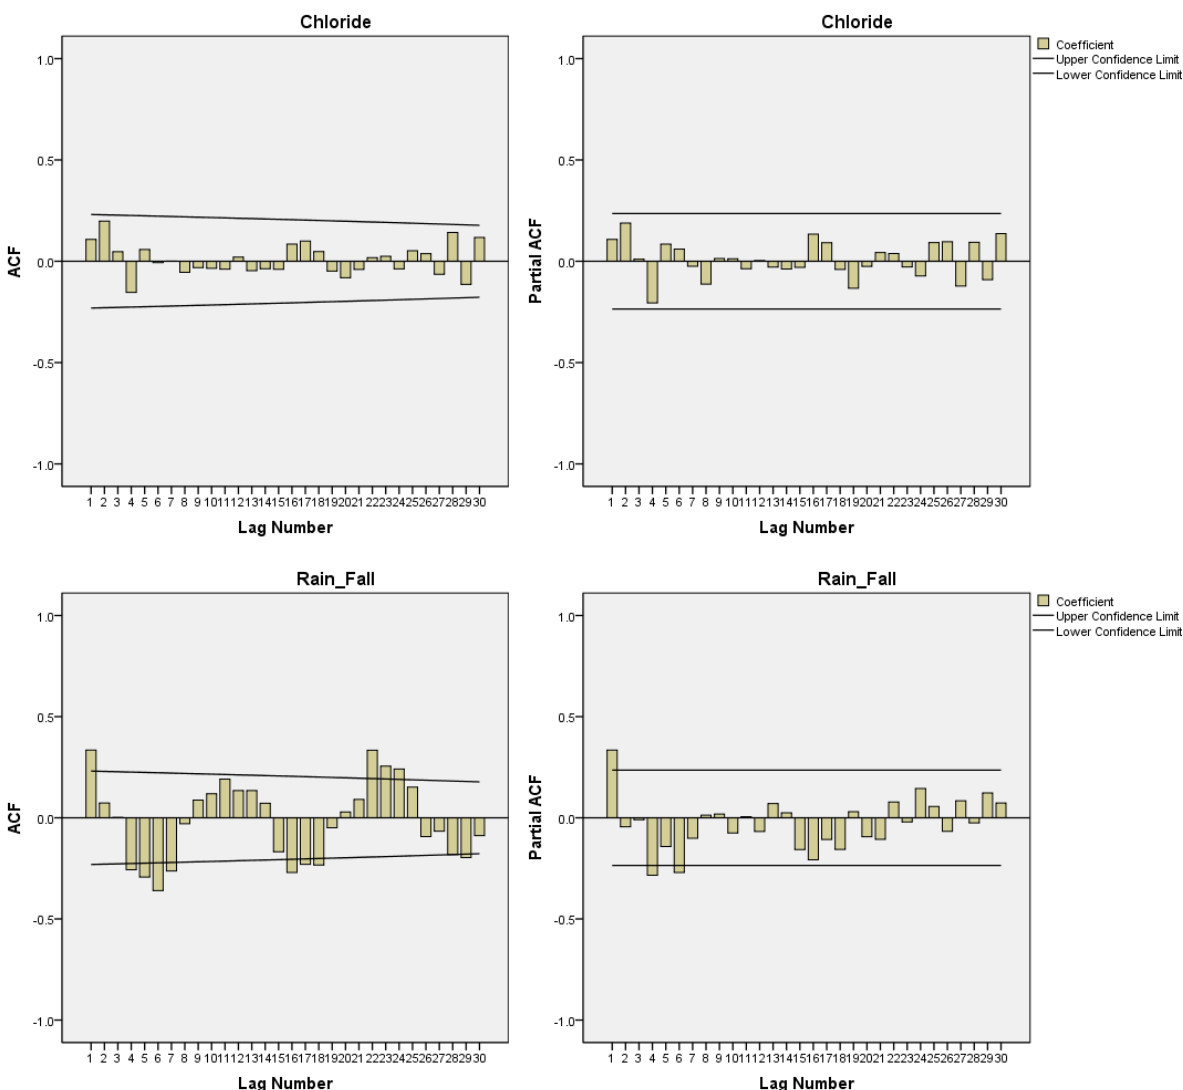 Chloride
1.0
0.5
0.0
-0.5
-1.0
ACF
1 2 3 4 5 6 7 8 9 10 11 12 13 14 15 16 17 18 19 20 21 22 23 24 25 26 27 28 29 30
Lag Number
Chloride
1.0
0.5
0.0
-0.5
-1.0
Partial ACF
1 2 3 4 5 6 7 8 9 10 11 12 13 14 15 16 17 18 19 20 21 22 23 24 25 26 27 28 29 30
Lag Number
Coefficient
Upper Confidence Limit
Lower Confidence Limit
Rain_Fall
1.0
0.5
0.0
-0.5
-1.0
ACF
1 2 3 4 5 6 7 8 9 10 11 12 13 14 15 16 17 18 19 20 21 22 23 24 25 26 27 28 29 30
Lag Number
Rain_Fall
1.0
0.5
0.0
-0.5
-1.0
Partial ACF
1 2 3 4 5 6 7 8 9 10 11 12 13 14 15 16 17 18 19 20 21 22 23 24 25 26 27 28 29 30
Lag Number
Coefficient
Upper Confidence Limit
Lower Confidence Limit